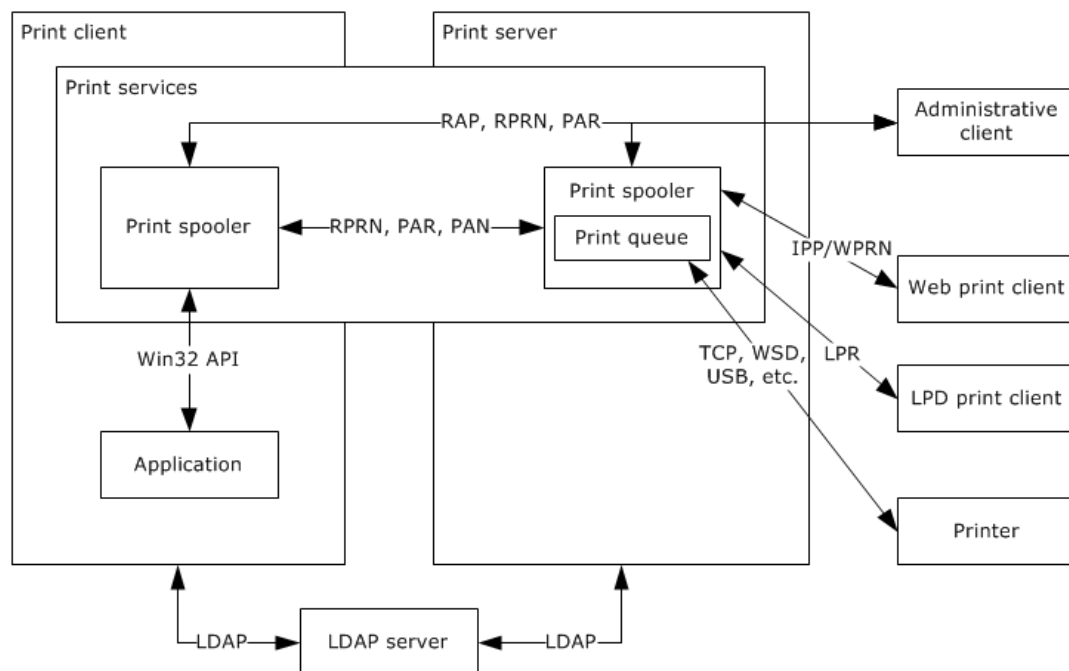 Print client
Print server
Print services
RAP, RPRN, PAR
Administrative
client
Print spooler
Print spooler
RPRN, PAR, PAN
Print queue
IPP/WPRN
Web print client
Win32 API
TCP, WSD,
USB, etc.
LPR
LPD print client
Application
Printer
LDAP
LDAP server
LDAP